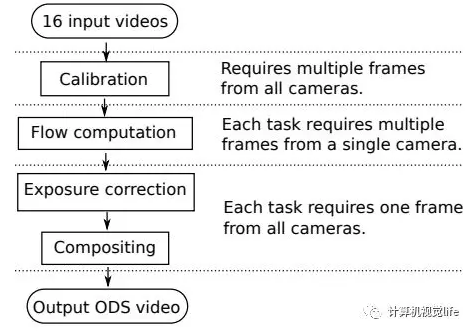 16 input videos
Calibration
Requires multiple frames
from all cameras.
Flow computation
Each task requires multiple
frames from a single camera.
Exposure correction
Each task requires one frame
from all cameras.
Compositing
Output ODS video
计算机视觉life